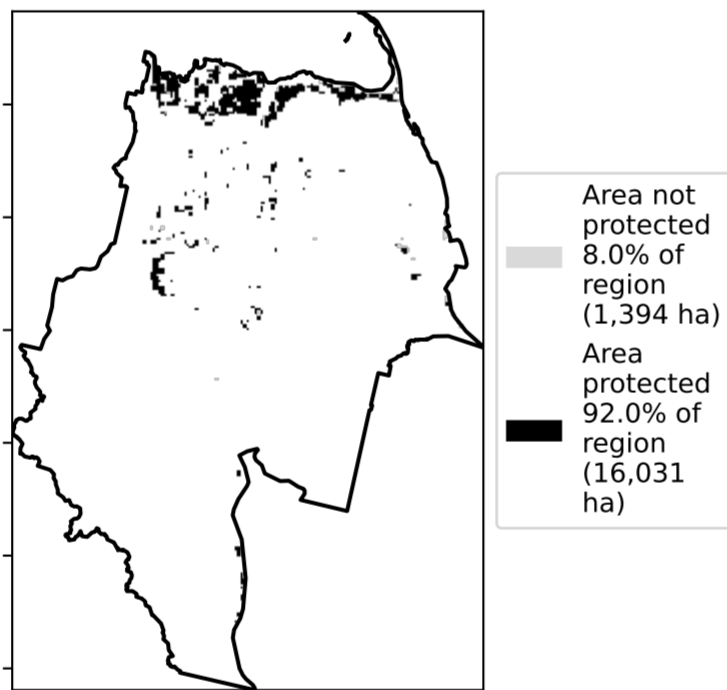 Area not
protected
8.0% of
region
(1,394 ha)
Area
protected
92.0% of
region
(16,031
ha)